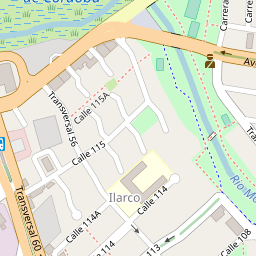 de Córdoba
Carrera
Av
Calle 115A
Transversal 56
Calle 115
Río Mo
Ilarco
Calle 114
Calle 114A
Transversal 60
Calle 108
114
113